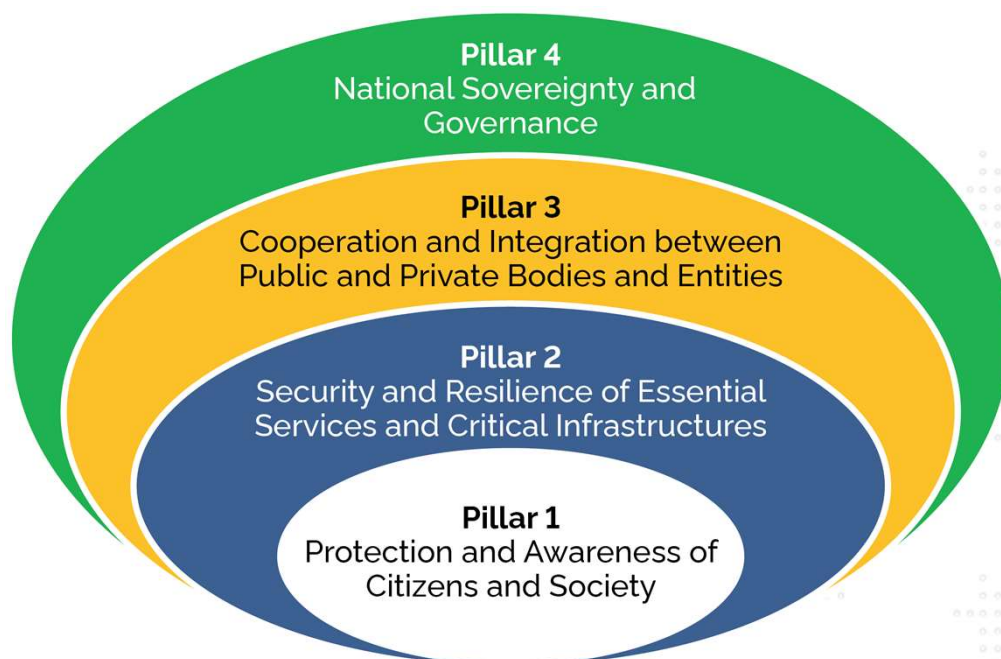 Pillar 4
National Sovereignty and
Governance
Pillar 3
Cooperation and Integration between
Public and Private Bodies and Entities
Pillar 2
Security and Resilience of Essential
Services and Critical Infrastructures
Pillar 1
Protection and Awareness of
Citizens and Society